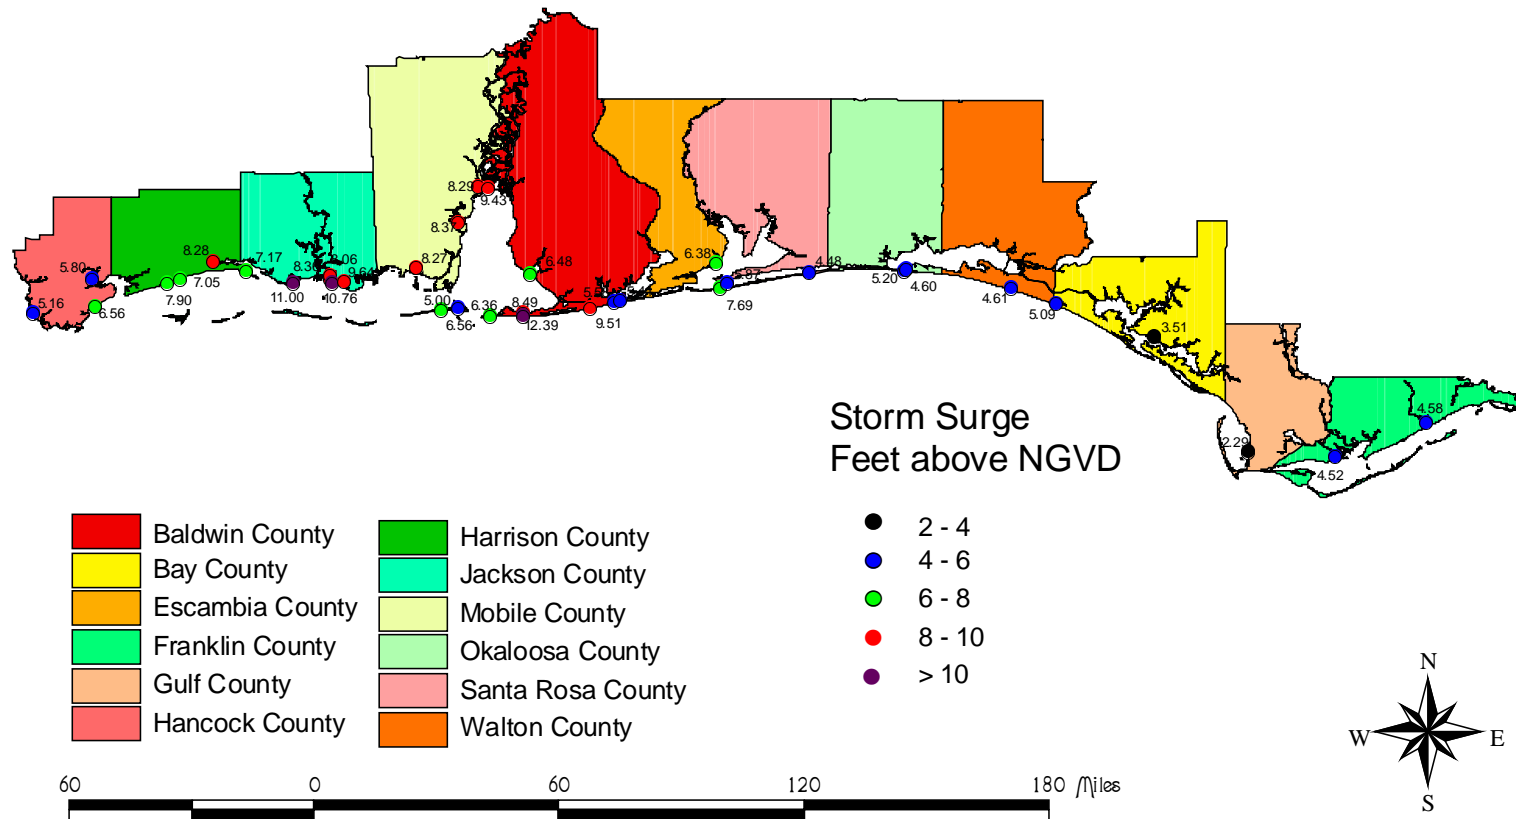 8.29
9.43
8.37
8.27
8.28
7.17
8.06
9.64
11.00
10.76
7.05
7.90
5.80
5.16
6.56
5.00
6.56
6.36
6.48
8.49
12.39
9.51
6.38
7.69
4.48
5.20
4.60
4.61
5.09
3.51
2.29
4.58
4.52
Storm Surge
Feet above NGVD
2 - 4
4 - 6
6 - 8
8 - 10
> 10
Baldwin County
Bay County
Escambia County
Franklin County
Gulf County
Hancock County
Harrison County
Jackson County
Mobile County
Okaloosa County
Santa Rosa County
Walton County
N
W
E
S
60 0 60 120 180 Miles